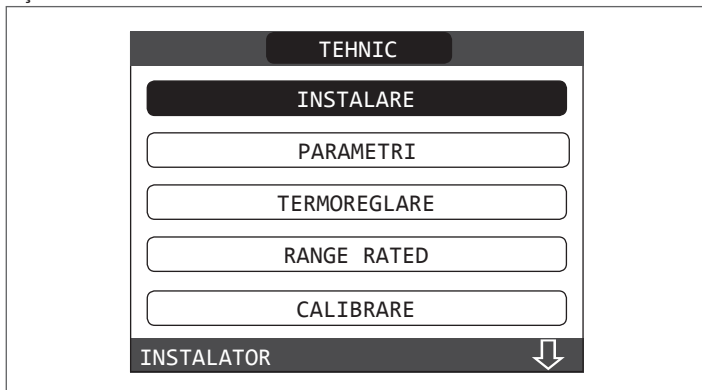 TEHNIC
INSTALARE
PARAMETRI
TERMOREGLARE
RANGE RATED
CALIBRARE
INSTALATOR